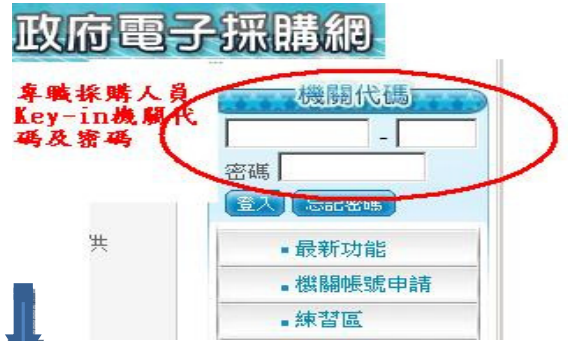 政府電子採購網
專職採購人員
Key-in機關代
碼及密碼
機關代碼
-
密碼
登入 忘記密碼
共
最新功能
機關帳號申請
練習區